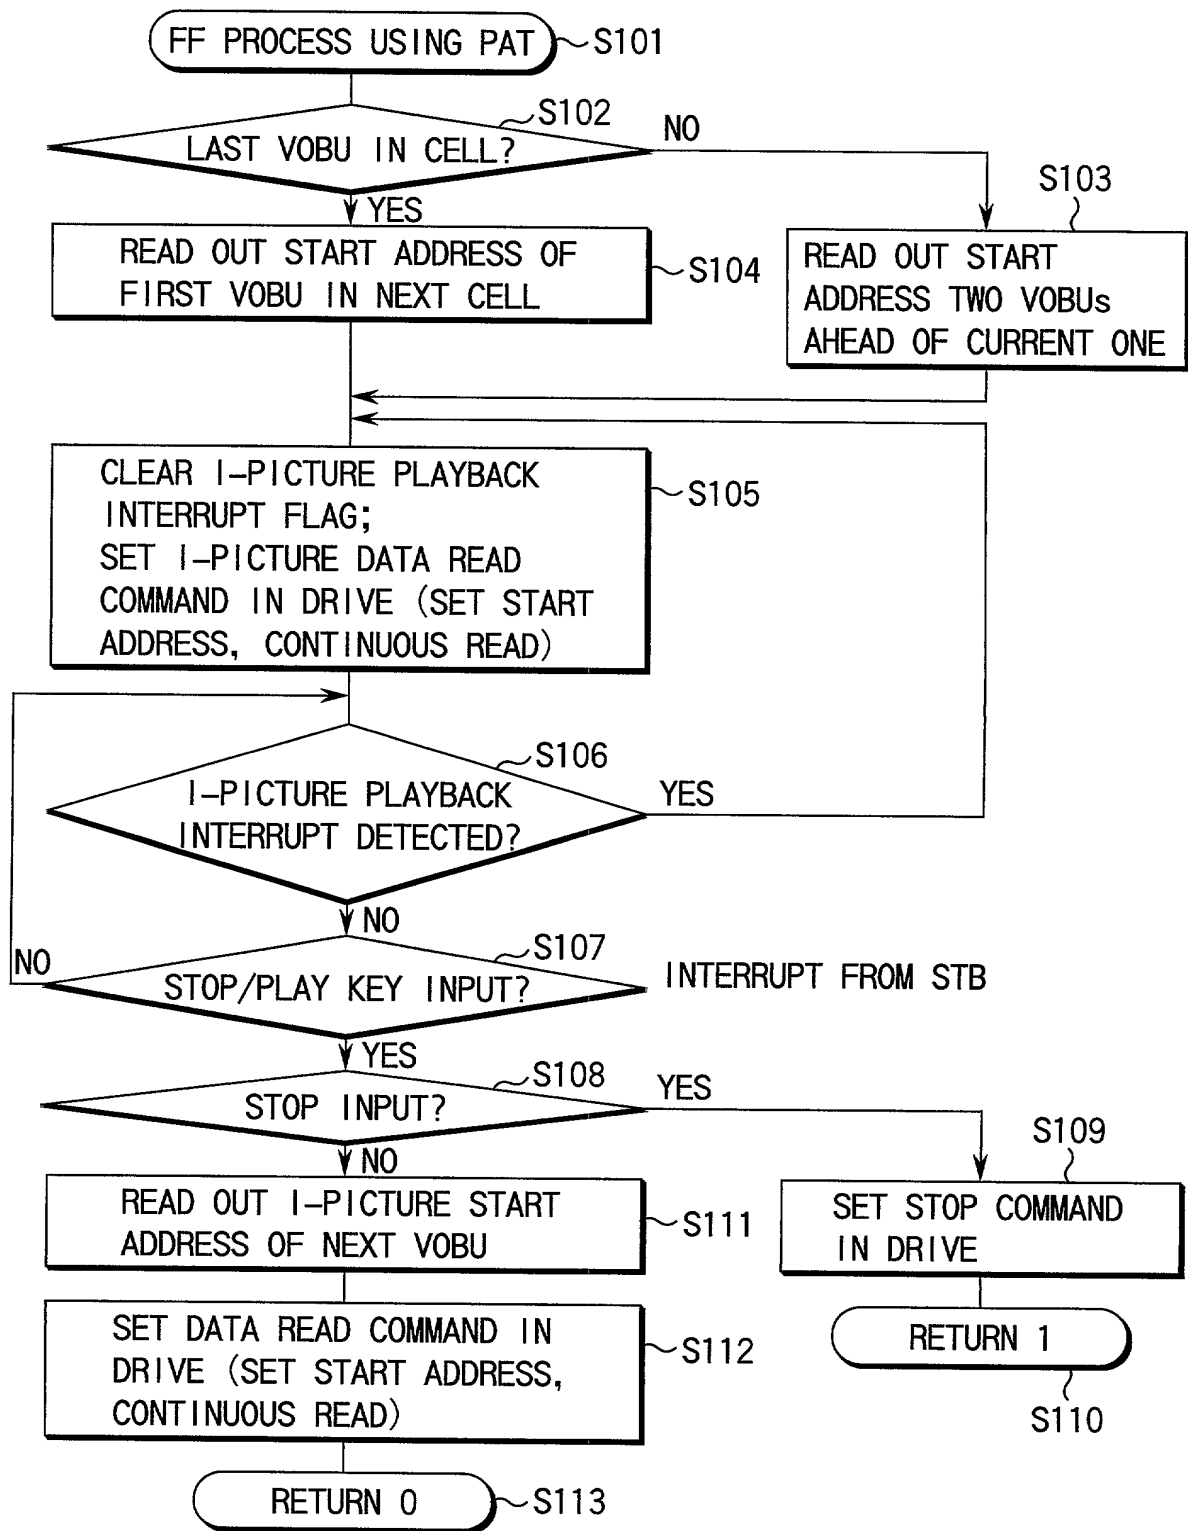 FF PROCESS USING PAT
S101
S102
LAST VOBU IN CELL?
NO
YES
S103
READ OUT START ADDRESS OF
FIRST VOBU IN NEXT CELL
S104
READ OUT START
ADDRESS TWO VOBUs
AHEAD OF CURRENT ONE
CLEAR I-PICTURE PLAYBACK
INTERRUPT FLAG;
SET I-PICTURE DATA READ
COMMAND IN DRIVE (SET START
ADDRESS, CONTINUOUS READ)
S105
S106
I-PICTURE PLAYBACK
INTERRUPT DETECTED?
YES
NO
S107
NO
STOP/PLAY KEY INPUT?
INTERRUPT FROM STB
YES
S108
STOP INPUT?
YES
NO
S109
READ OUT I-PICTURE START
ADDRESS OF NEXT VOBU
S111
SET STOP COMMAND
IN DRIVE
SET DATA READ COMMAND IN
DRIVE (SET START ADDRESS,
CONTINUOUS READ)
S112
RETURN 1
S110
RETURN 0
S113